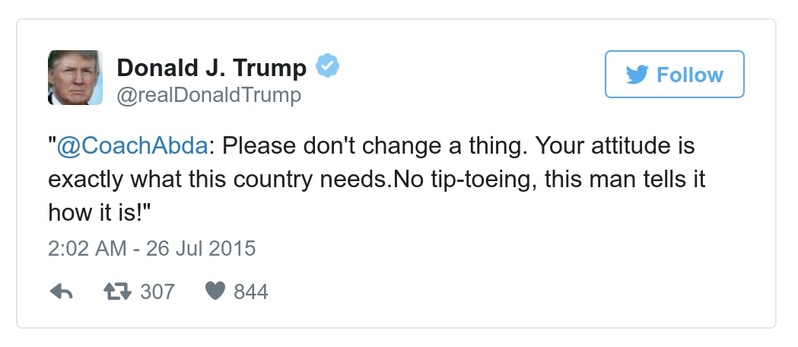 Donald J. Trump
@realDonaldTrump
Follow
"@CoachAbda: Please don't change a thing. Your attitude is
exactly what this country needs.No tip-toeing, this man tells it
how it is!"
2:02 AM - 26 Jul 2015
307 844